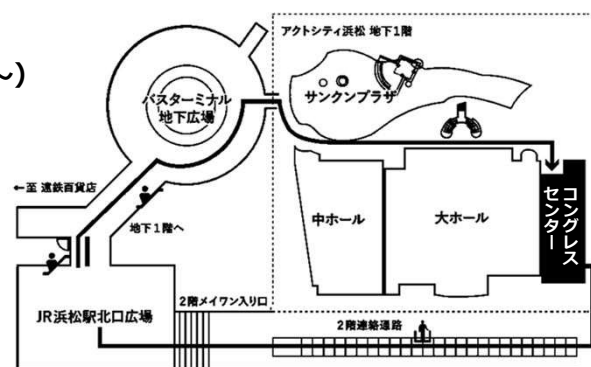 ～)
アクトシティ浜松 地下1階
バスターミナル
地下広場
サンクンプラザ
←至 遠鉄百貨店
地下1階へ
中ホール
大ホール
コングレス
センター
2階メイワン入り口
JR浜松駅北口広場
2階連絡通路